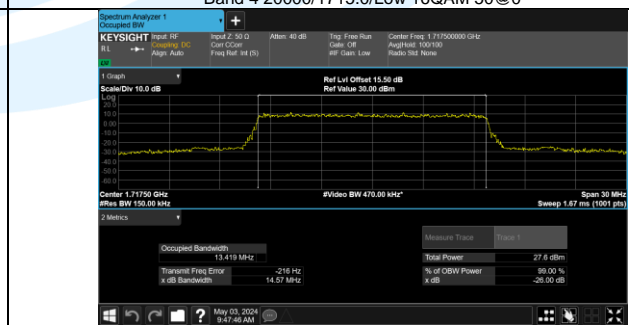 Band 4 20000/1715.0/Low 16QAM 50@0
Spectrum Analyzer 1
Occupied BW
+
KEYSIGHT
R L
Input: RF
Coupling: DC
Align: Auto
Input Z: 50 Ω
Corr CCorr
Freq Ref: Int (S)
Atten: 40 dB
Trig: Free Run
Gate: Off
#IF Gain: Low
Center Freq: 1.717500000 GHz
Avg|Hold: 100/100
Radio Std: None
LW
1 Graph
Scale/Div 10.0 dB
Ref Lvl Offset 15.50 dB
Ref Value 30.00 dBm
Log
20.0
10.0
0.00
-10.0
-20.0
-30.0
-40.0
-50.0
-60.0
Center 1.71750 GHz
#Res BW 150.00 kHz
#Video BW 470.00 kHz*
Span 30 MHz
Sweep 1.67 ms (1001 pts)
2 Metrics
Measure Trace
Trace 1
Occupied Bandwidth
13.419 MHz
Total Power
27.6 dBm
Transmit Freq Error
-216 Hz
% of OBW Power
99.00 %
x dB Bandwidth
14.57 MHz
x dB
-26.00 dB
?
May 03, 2024
9:47:46 AM